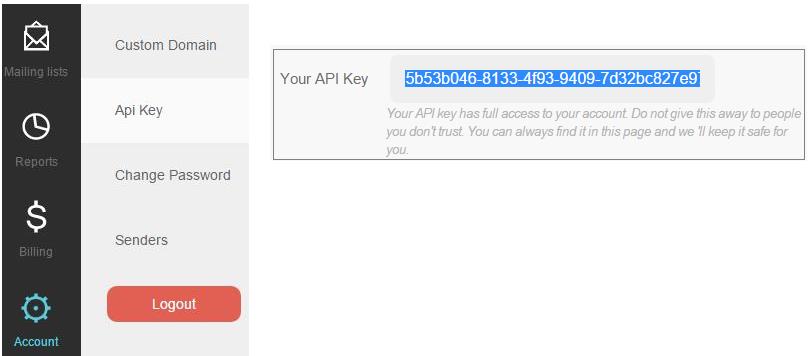 Mailing lists
Reports
Billing
Account
Custom Domain
Api Key
Change Password
Senders
Logout
Your API Key
5b53b046-8133-4f93-9409-7d32bc827e9
Your API key has full access to your account. Do not give this away to people
you don't trust. You can always find it in this page and we 'll keep it safe for
you.